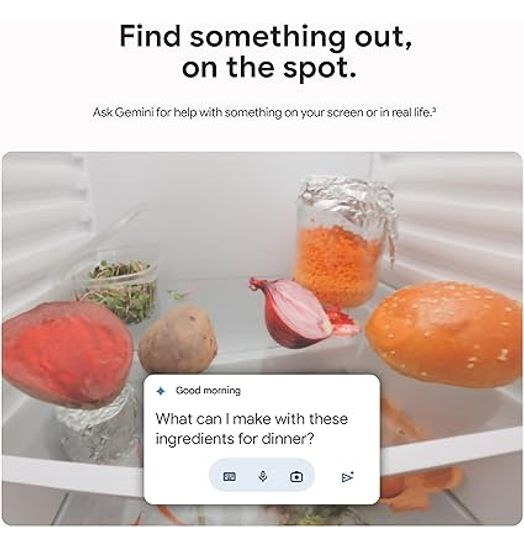 Find something out,
on the spot.
Ask Gemini for help with something on your screen or in real life.³
Good morning
What can I make with these
ingredients for dinner?